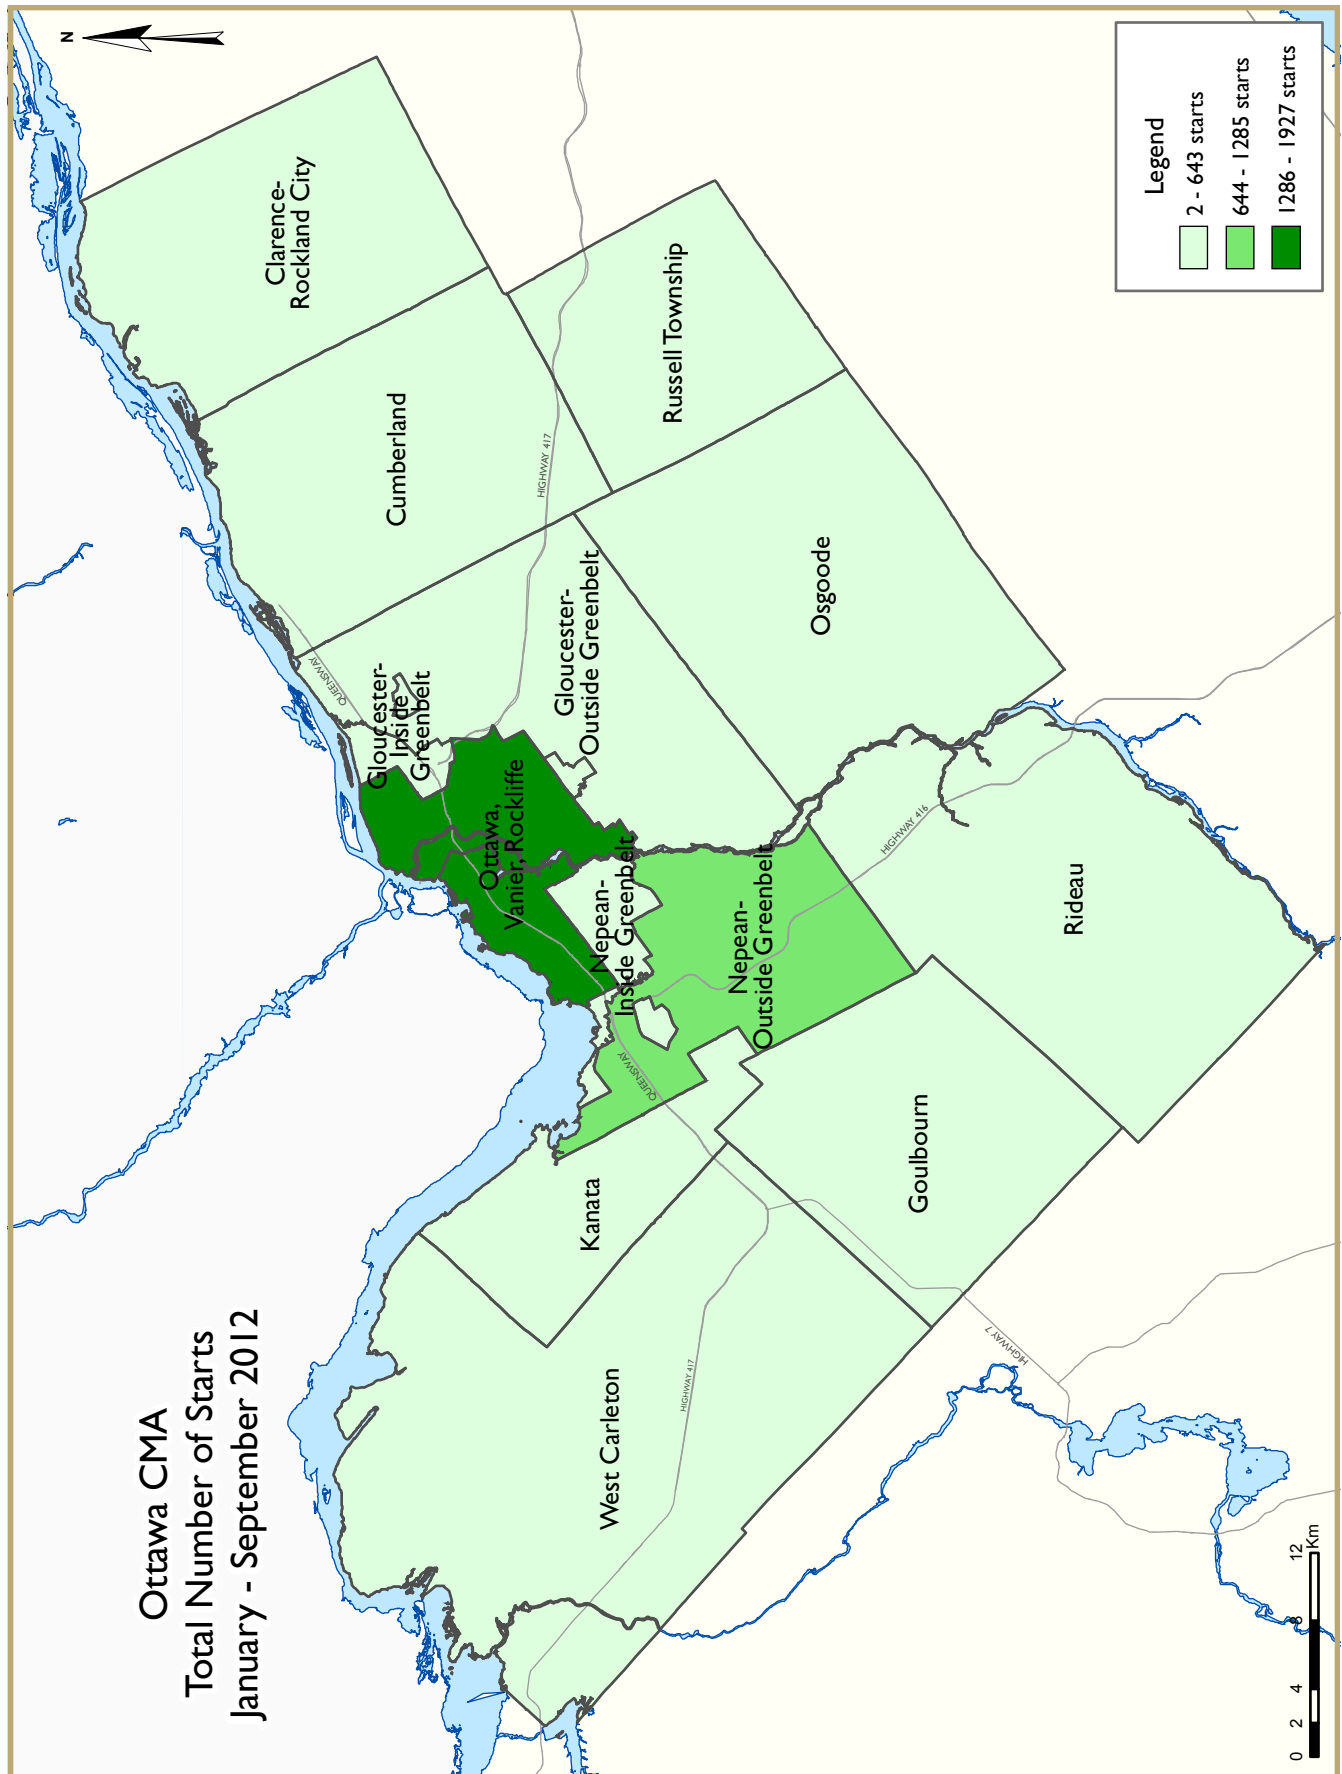 Ottawa CMA
Total Number of Starts
January - September 2012
N
Clarence-
Rockland City
Cumberland
Russell Township
HIGHWAY 417
QUEENSWAY
Gloucester-
Inside
Greenbelt
Gloucester-
Outside Greenbelt
Osgoode
Ottawa,
Vanier, Rockliffe
Nepean-
Inside Greenbelt
Nepean-
Outside Greenbelt
HIGHWAY 416
Rideau
QUEENSWAY
Kanata
Goulbourn
West Carleton
HIGHWAY 417
HIGHWAY 7
0 2 4 8 12
Km
Legend
2 - 643 starts
644 - 1285 starts
1286 - 1927 starts